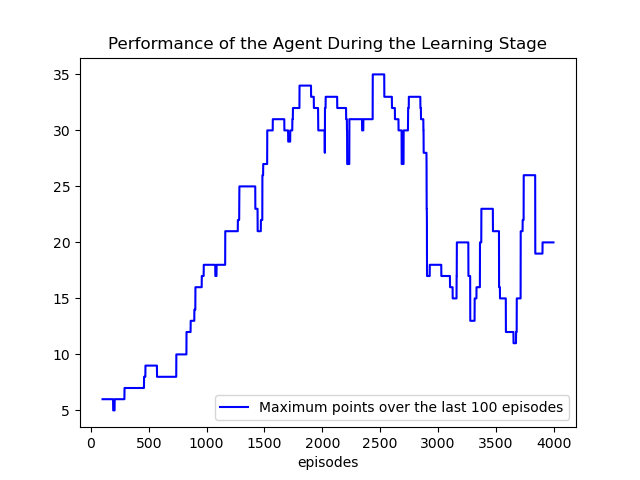 Performance of the Agent During the Learning Stage
35
30
25
20
15
10
5
Maximum points over the last 100 episodes
0 500 1000 1500 2000 2500 3000 3500 4000
episodes